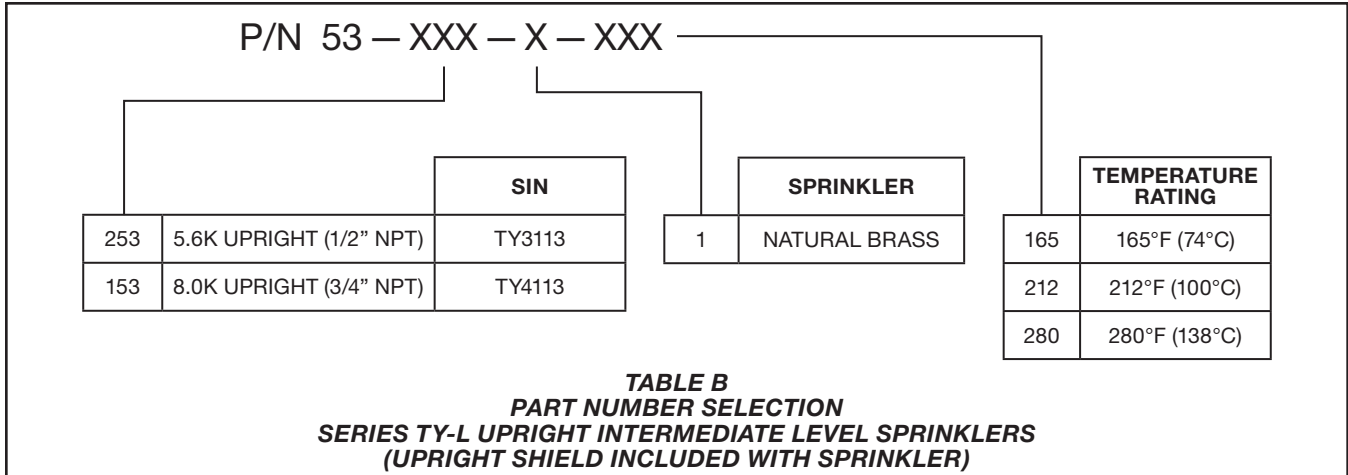 P/N 53 — XXX — X — XXX
SIN
253 5.6K UPRIGHT (1/2” NPT) TY3113
153 8.0K UPRIGHT (3/4” NPT) TY4113
SPRINKLER
1 NATURAL BRASS
TEMPERATURE
RATING
165 165°F (74°C)
212 212°F (100°C)
280 280°F (138°C)
TABLE B
PART NUMBER SELECTION
SERIES TY-L UPRIGHT INTERMEDIATE LEVEL SPRINKLERS
(UPRIGHT SHIELD INCLUDED WITH SPRINKLER)